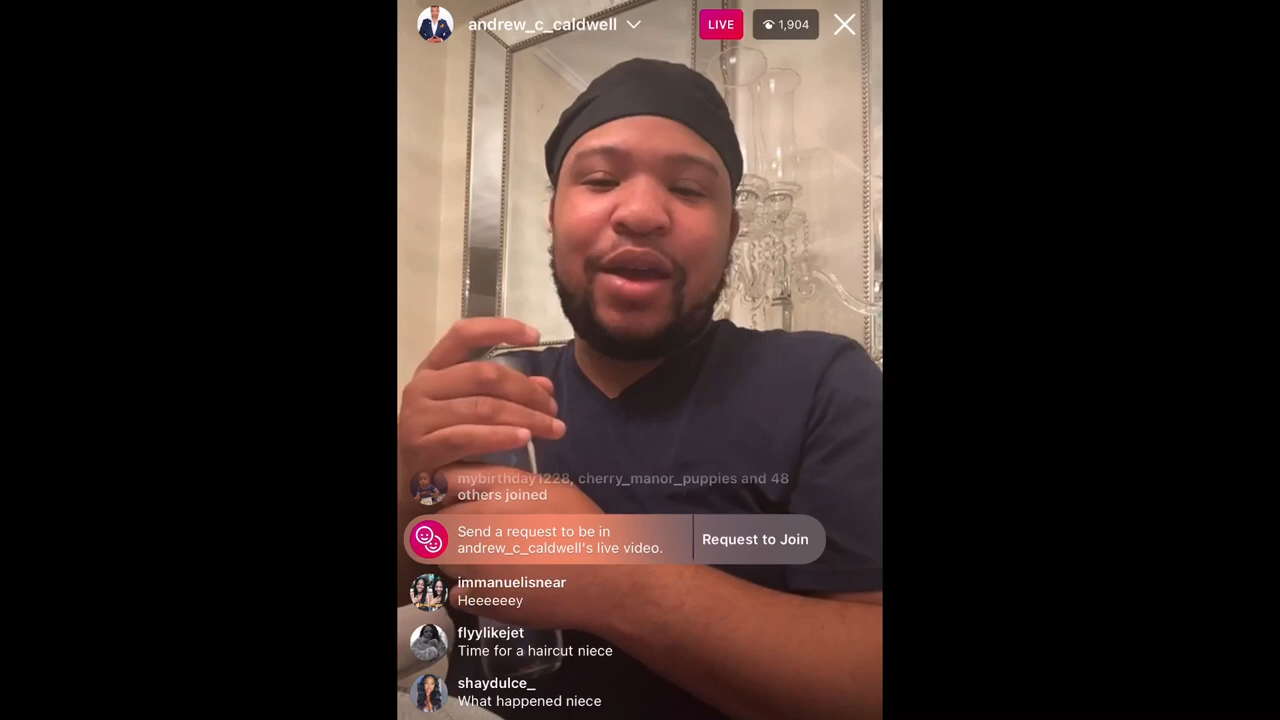 andrew_c_caldwell
LIVE
1,904
mybirthday1228, cherry_manor_puppies and 48
others joined
Send a request to be in
andrew_c_caldwell's live video.
Request to Join
immanuelisnear
Heeeeeey
flyylikejet
Time for a haircut niece
shaydulce_
What happened niece